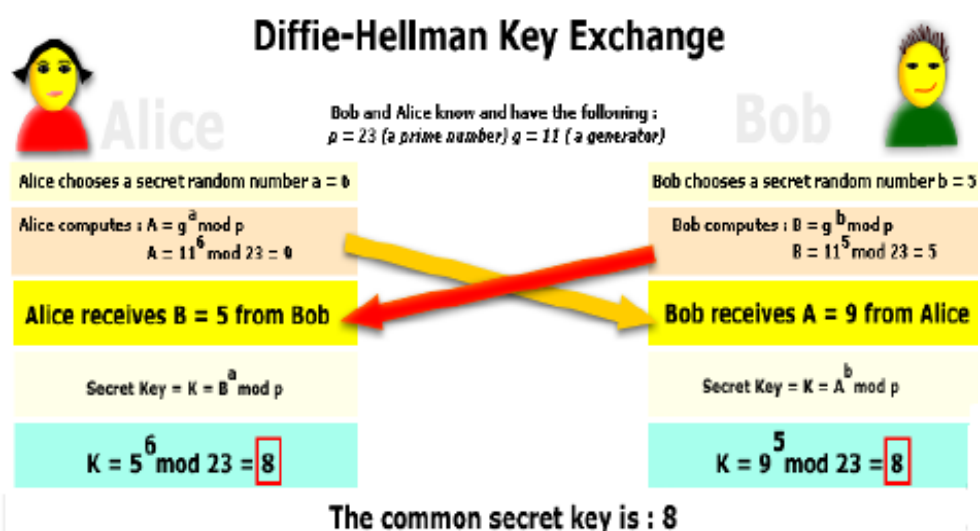 Diffie-Hellman Key Exchange
Alice
Bob
Bob and Alice know and have the following :
p = 23 (a prime number) g = 11 ( a generator)
Alice chooses a secret random number a = 6
Alice computes : A = g^a mod p
A = 11^6 mod 23 = 9
Alice receives B = 5 from Bob
Secret Key = K = B^a mod p
K = 5^6 mod 23 = 8
Bob chooses a secret random number b = 5
Bob computes : B = g^b mod p
B = 11^5 mod 23 = 5
Bob receives A = 9 from Alice
Secret Key = K = A^b mod p
K = 9^5 mod 23 = 8
The common secret key is : 8